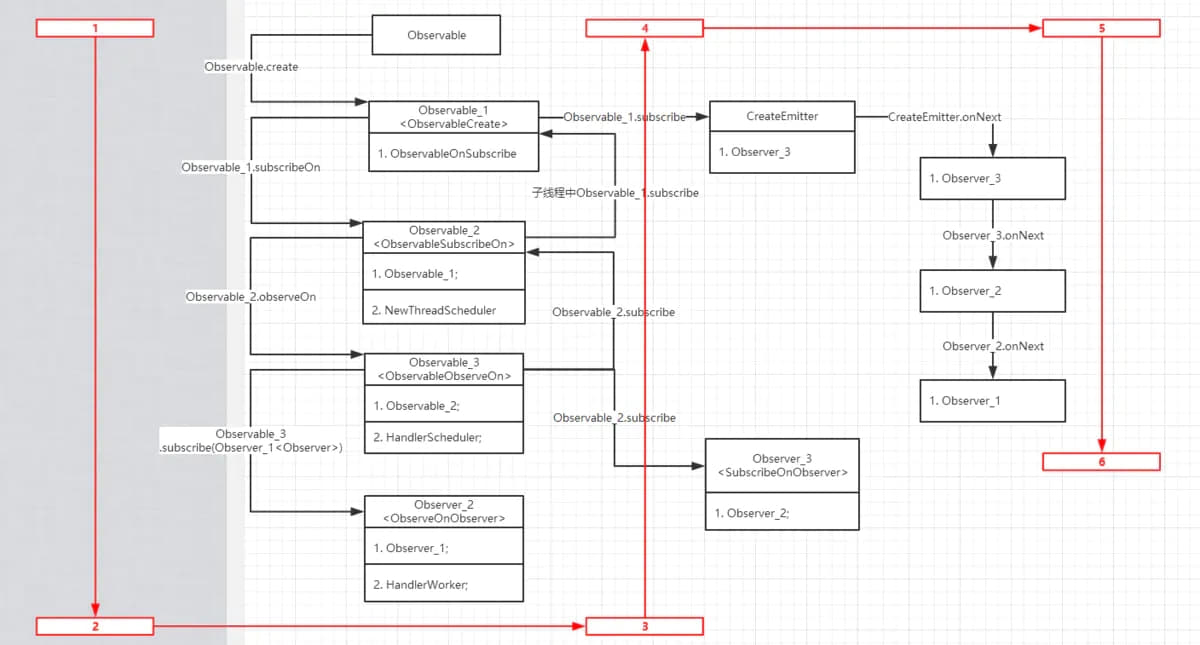 1
4
5
Observable
Observable.create
Observable_1
<ObservableCreate>
1. ObservableOnSubscribe
Observable_1.subscribe
CreateEmitter
1. Observer_3
CreateEmitter.onNext
1. Observer_3
Observable_1.subscribeOn
子线程中Observable_1.subscribe
Observable_2
<ObservableSubscribeOn>
1. Observable_1;
2. NewThreadScheduler
Observer_3.onNext
1. Observer_2
Observable_2.observeOn
Observable_2.subscribe
Observer_2.onNext
Observable_3
<ObservableObserveOn>
1. Observable_2;
2. HandlerScheduler;
1. Observer_1
Observable_2.subscribe
Observable_3
.subscribe(Observer_1<Observer>)
Observer_3
<SubscribeOnObserver>
1. Observer_2;
6
Observer_2
<ObserveOnObserver>
1. Observer_1;
2. HandlerWorker;
2
3